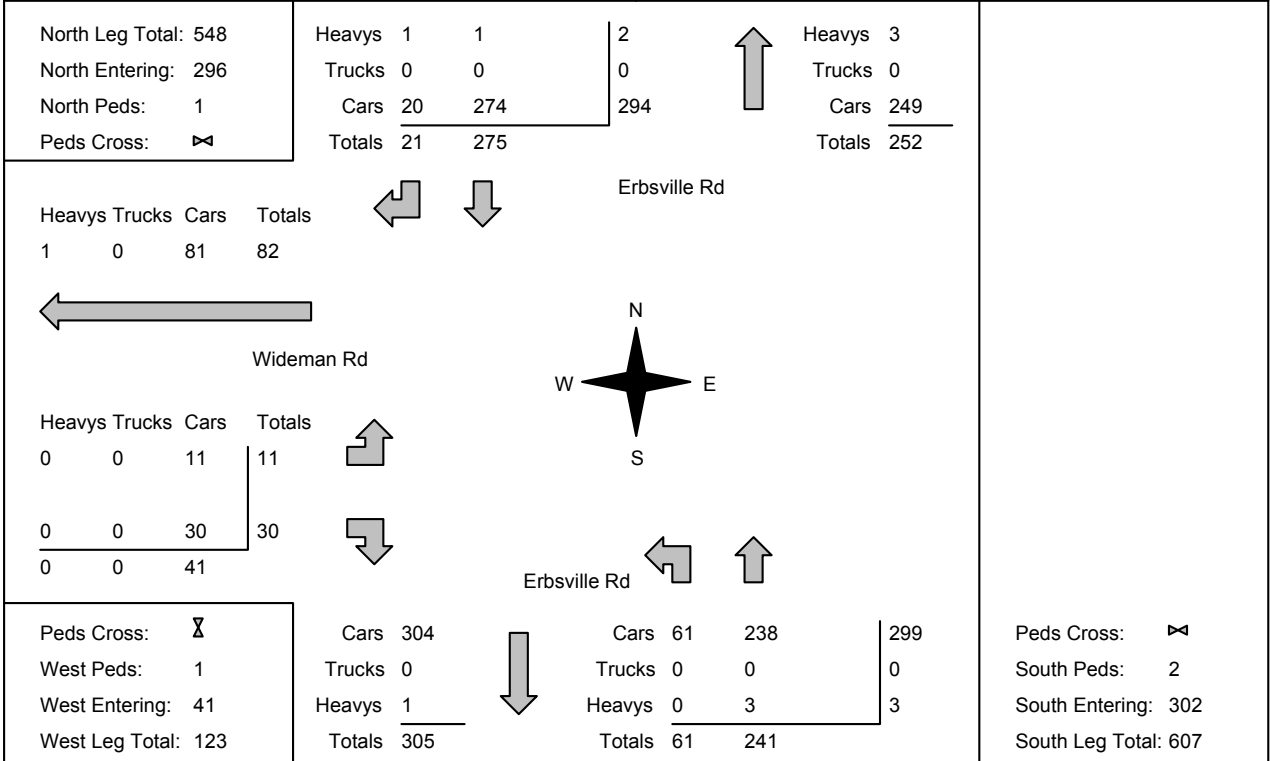 North Leg Total: 548
North Entering: 296
North Peds: 1
Peds Cross: ⋈
Heavys 1 1 2
Trucks 0 0 0
Cars 20 274 294
Totals 21 275
Heavys 3
Trucks 0
Cars 249
Totals 252
Erbsville Rd
Heavys Trucks Cars Totals
1 0 81 82
Wideman Rd
N
W E
S
Heavys Trucks Cars Totals
0 0 11 11
0 0 30 30
0 0 41
Erbsville Rd
Peds Cross: ⧖
West Peds: 1
West Entering: 41
West Leg Total: 123
Cars 304
Trucks 0
Heavys 1
Totals 305
Cars 61 238 299
Trucks 0 0 0
Heavys 0 3 3
Totals 61 241
Peds Cross: ⋈
South Peds: 2
South Entering: 302
South Leg Total: 607